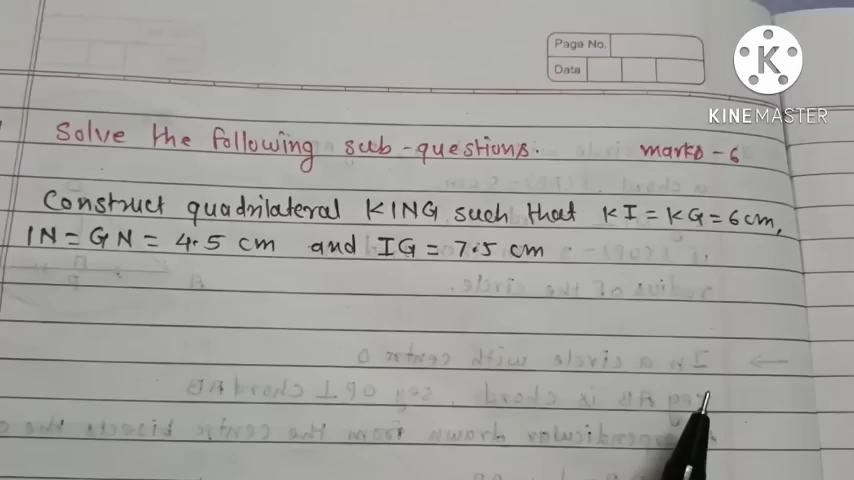 Page No.
Data
K
KINEMASTER
Solve the following sub-questions. marks - 6
Construct quadrilateral KING such that KI = KG = 6 cm,
IN = GN = 4.5 cm and IG = 7.5 cm.